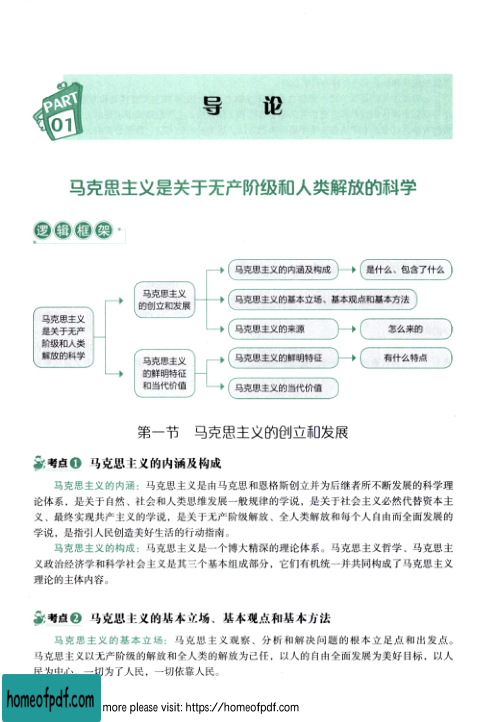 PART
01
导 论
马克思主义是关于无产阶级和人类解放的科学
逻辑框架
马克思主义
是关于无产
阶级和人类
解放的科学
马克思主义
的创立和发展
马克思主义的内涵及构成
是什么、包含了什么
马克思主义的基本立场、基本观点和基本方法
马克思主义的来源
怎么来的
马克思主义
的鲜明特征
和当代价值
马克思主义的鲜明特征
有什么特点
马克思主义的当代价值
第一节 马克思主义的创立和发展
考点1 马克思主义的内涵及构成
马克思主义的内涵：马克思主义是由马克思和恩格斯创立并为后继者所不断发展的科学理
论体系，是关于自然、社会和人类思维发展一般规律的学说，是关于社会主义必然代替资本主
义、最终实现共产主义的学说，是关于无产阶级解放、全人类解放和每个人自由而全面发展的
学说，是指引人民创造美好生活的行动指南。
马克思主义的构成：马克思主义是一个博大精深的理论体系。马克思主义哲学、马克思主
义政治经济学和科学社会主义是其三个基本组成部分，它们有机统一并共同构成了马克思主义
理论的主体内容。
考点2 马克思主义的基本立场、基本观点和基本方法
马克思主义的基本立场：马克思主义观察、分析和解决问题的根本立足点和出发点。
马克思主义以无产阶级的解放和全人类的解放为己任，以人的自由全面发展为美好目标，以人
民为中心，一切为了人民，一切依靠人民。
homeofpdf.com
more please visit: https://homeofpdf.com